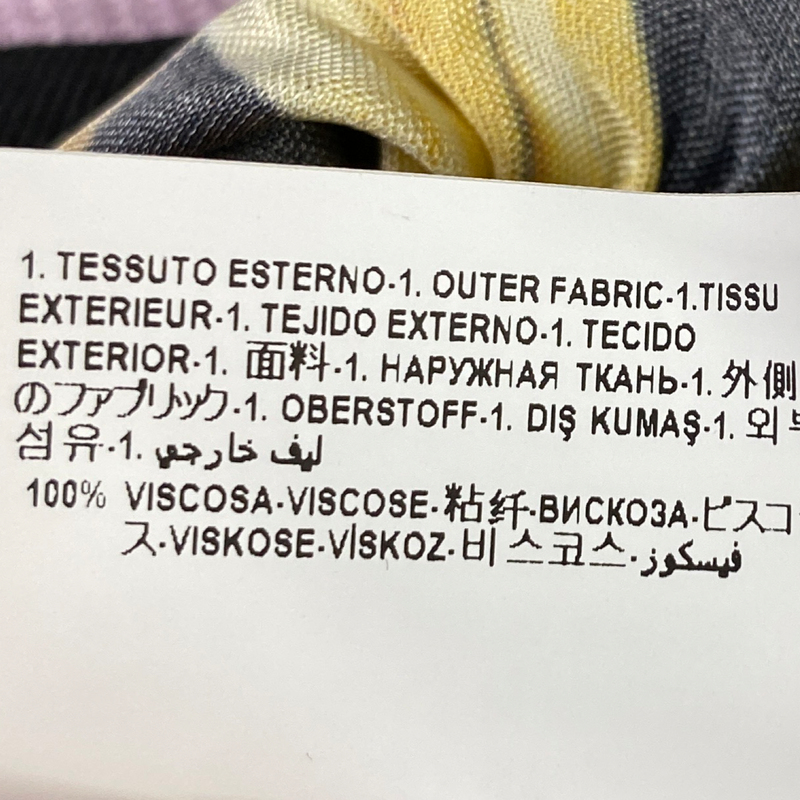 1. TESSUTO ESTERNO-1. OUTER FABRIC-1.TISSU
EXTERIEUR-1. TEJIDO EXTERNO-1. TECIDO
EXTERIOR-1. 面料-1. НАРУЖНАЯ ТКАНЬ-1. 外側
のファブリック-1. OBERSTOFF-1. DIŞ KUMAŞ-1. 외
섬유-1. ليف خارجي
100% VISCOSA-VISCOSE-粘纤-ВИСКОЗА-ビスコ
ス-VISKOSE-VİSKOZ-비스코스-فيسكوز